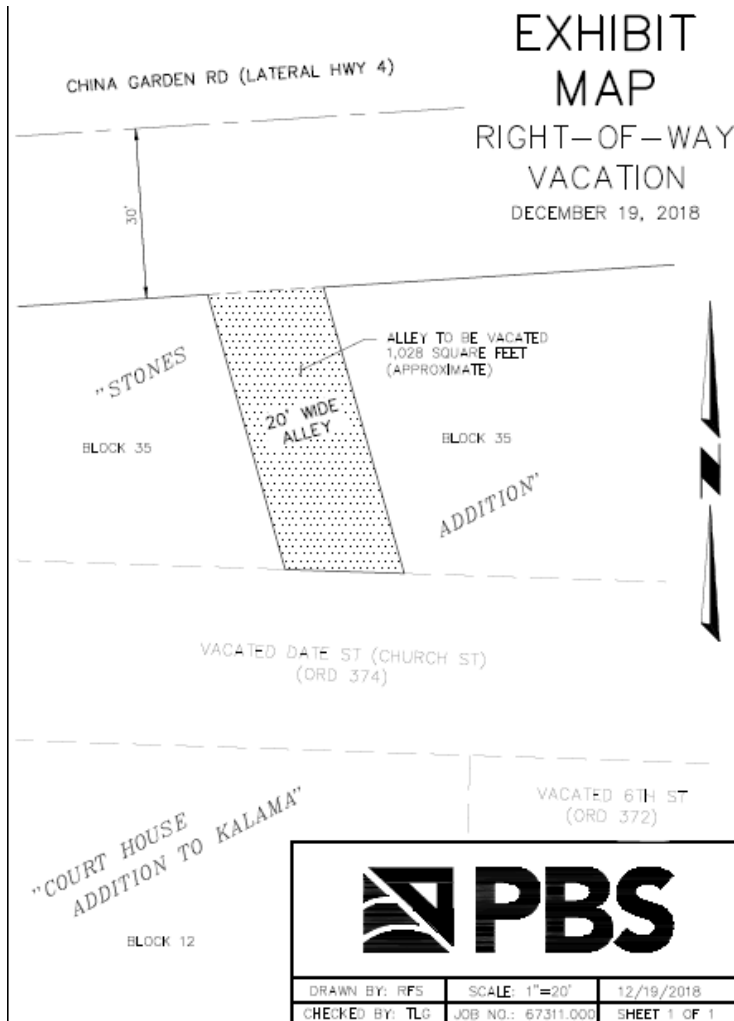 EXHIBIT
MAP
RIGHT-OF-WAY
VACATION
DECEMBER 19, 2018
CHINA GARDEN RD (LATERAL HWY 4)
30'
ALLEY TO BE VACATED
1,028 SQUARE FEET
(APPROXIMATE)
"STONES
20' WIDE
ALLEY
BLOCK 35
BLOCK 35
ADDITION"
N
VACATED DATE ST (CHURCH ST)
(ORD 374)
VACATED 6TH ST
(ORD 372)
"COURT HOUSE
ADDITION TO KALAMA"
BLOCK 12
PBS
DRAWN BY: RFS
SCALE: 1"=20'
12/19/2018
CHECKED BY: TLG
JOB NO.: 67311.000
SHEET 1 OF 1